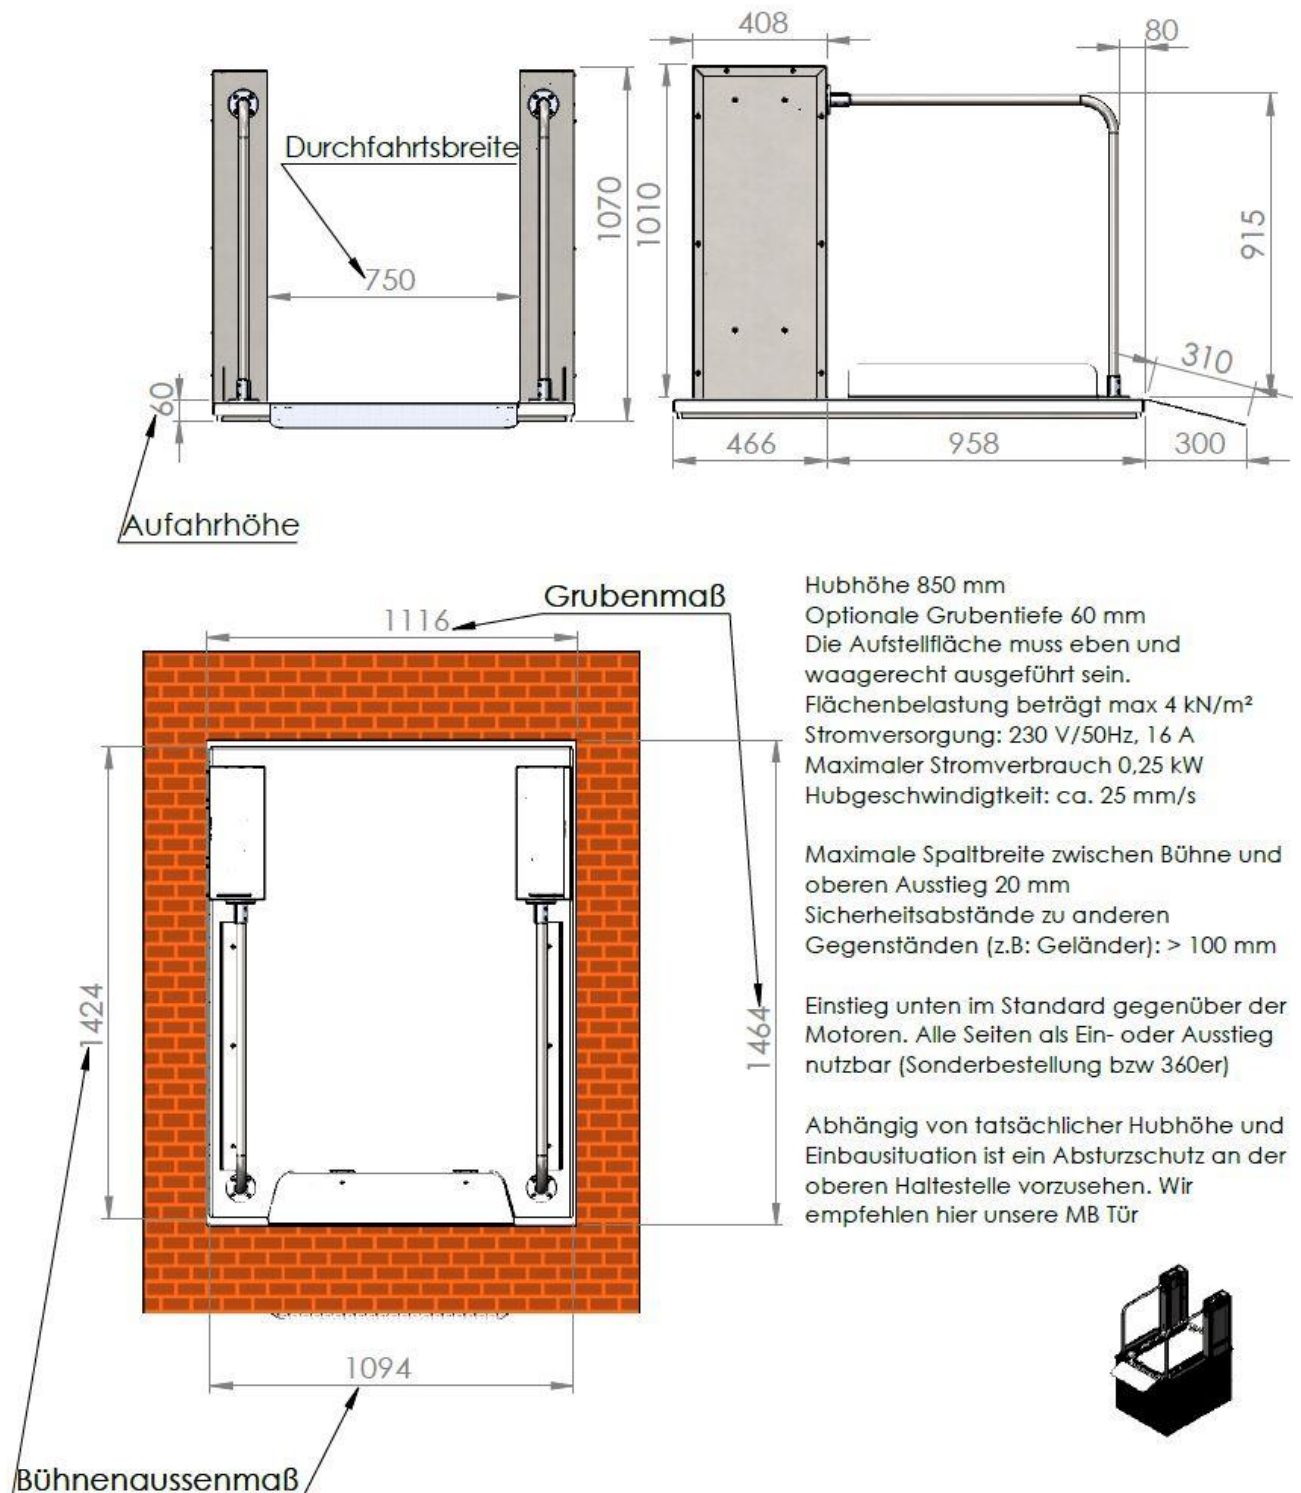 408
80
Durchfahrtsbreite
1070
1010
915
750
310
60
466
958
300
Aufahrhöhe
Grubenmaß
1116
Hubhöhe 850 mm
Optionale Grubentiefe 60 mm
Die Aufstellfläche muss eben und
waagerecht ausgeführt sein.
Flächenbelastung beträgt max 4 kN/m²
Stromversorgung: 230 V/50Hz, 16 A
Maximaler Stromverbrauch 0,25 kW
Hubgeschwindigtkeit: ca. 25 mm/s
Maximale Spaltbreite zwischen Bühne und
oberen Ausstieg 20 mm
Sicherheitsabstände zu anderen
Gegenständen (z.B: Geländer): > 100 mm
Einstieg unten im Standard gegenüber der
Motoren. Alle Seiten als Ein- oder Ausstieg
nutzbar (Sonderbestellung bzw 360er)
Abhängig von tatsächlicher Hubhöhe und
Einbausituation ist ein Absturzschutz an der
oberen Haltestelle vorzusehen. Wir
empfehlen hier unsere MB Tür
1424
1464
1094
Bühnenaussenmaß